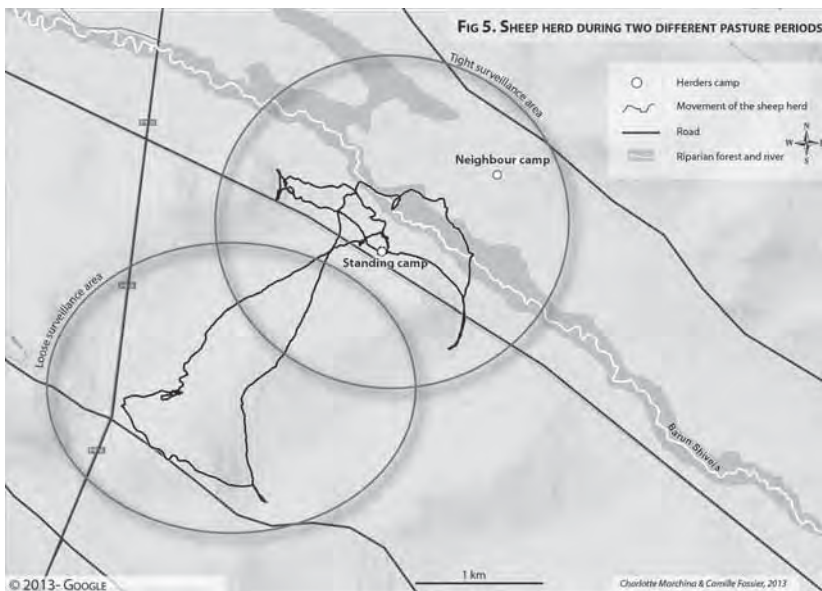 FIG 5. SHEEP HERD DURING TWO DIFFERENT PASTURE PERIODS
Tight surveillance area
Herders camp
Movement of the sheep herd
Road
Riparian forest and river
N
W
E
S
Neighbour camp
Standing camp
Loose surveillance area
Barun Shiveja
1 km
© 2013- GOOGLE
Charlotte Marchina & Camille Fossier, 2013